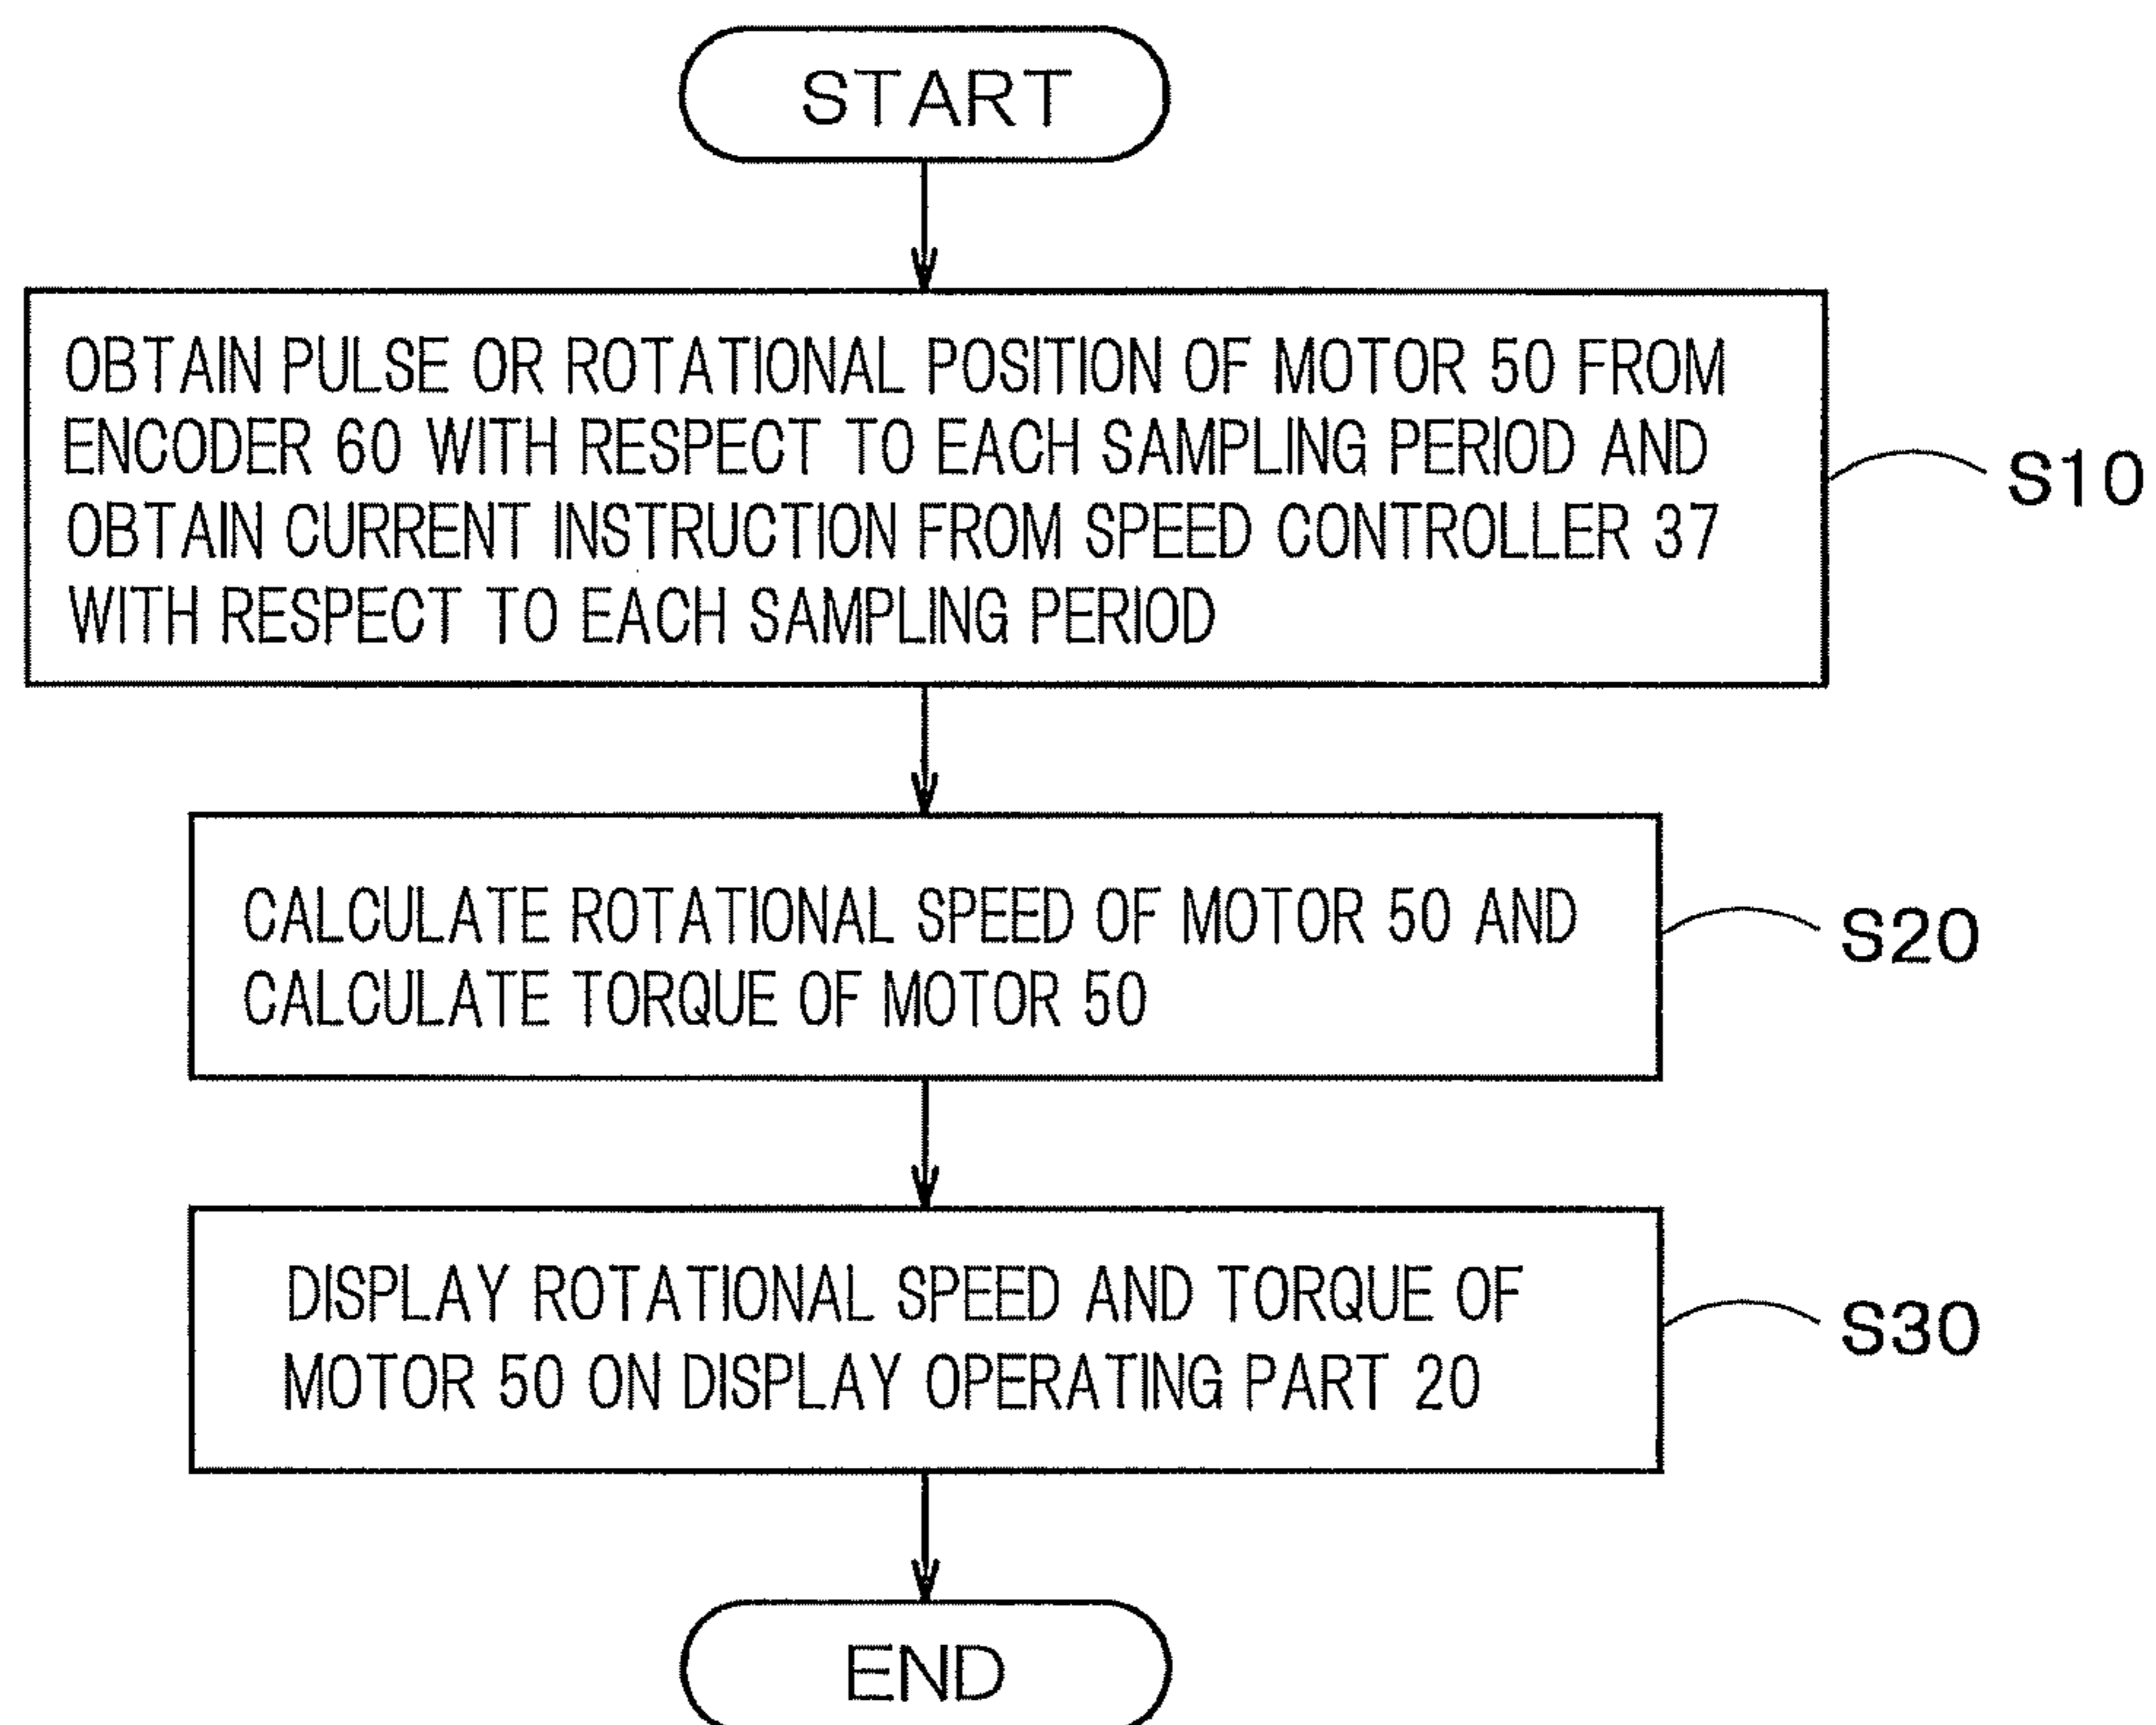 START
OBTAIN PULSE OR ROTATIONAL POSITION OF MOTOR 50 FROM
ENCODER 60 WITH RESPECT TO EACH SAMPLING PERIOD AND
OBTAIN CURRENT INSTRUCTION FROM SPEED CONTROLLER 37
WITH RESPECT TO EACH SAMPLING PERIOD
S10
CALCULATE ROTATIONAL SPEED OF MOTOR 50 AND
CALCULATE TORQUE OF MOTOR 50
S20
DISPLAY ROTATIONAL SPEED AND TORQUE OF
MOTOR 50 ON DISPLAY OPERATING PART 20
S30
END